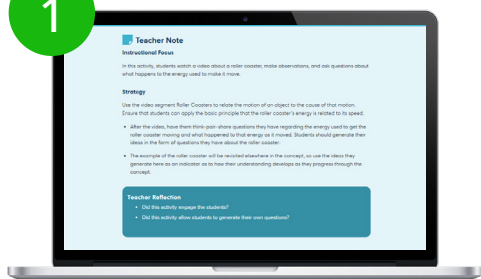 1
Teacher Note
Instructional Focus
In this activity, students watch a video about a roller coaster, make observations, and ask questions about
what happens to the energy used to make it move.
Strategy
Use the video segment Roller Coasters to relate the motion of an object to the cause of that motion.
Ensure that students can apply the basic principle that the roller coaster's energy is related to its speed.
• After the video, have them think-pair-share questions they have regarding the energy used to get the
roller coaster moving and what happened to that energy as it moved. Students should generate their
ideas in the form of questions they have about the roller coaster.
• The example of the roller coaster will be revisited elsewhere in the concept, so use the ideas they
generate here as an indicator as to how their understanding develops as they progress through the
concept.
Teacher Reflection
• Did this activity engage the students?
• Did this activity allow students to generate their own questions?